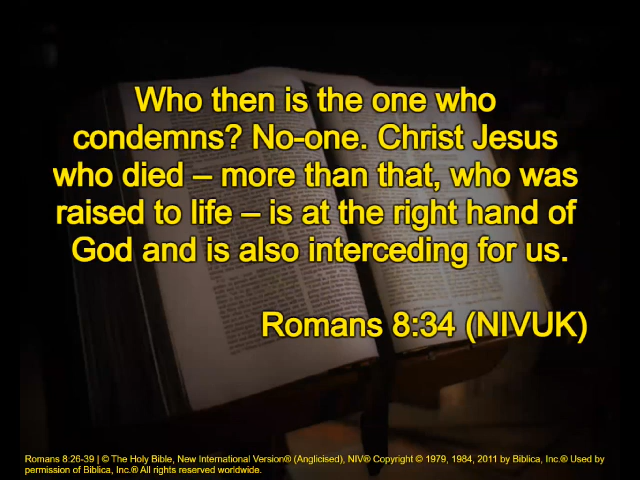 Who then is the one who
condemns? No-one. Christ Jesus
who died – more than that, who was
raised to life – is at the right hand of
God and is also interceding for us.
Romans 8:34 (NIVUK)
Romans 8:26-39 | © The Holy Bible, New International Version® (Anglicised), NIV® Copyright © 1979, 1984, 2011 by Biblica, Inc.® Used by
permission of Biblica, Inc.® All rights reserved worldwide.